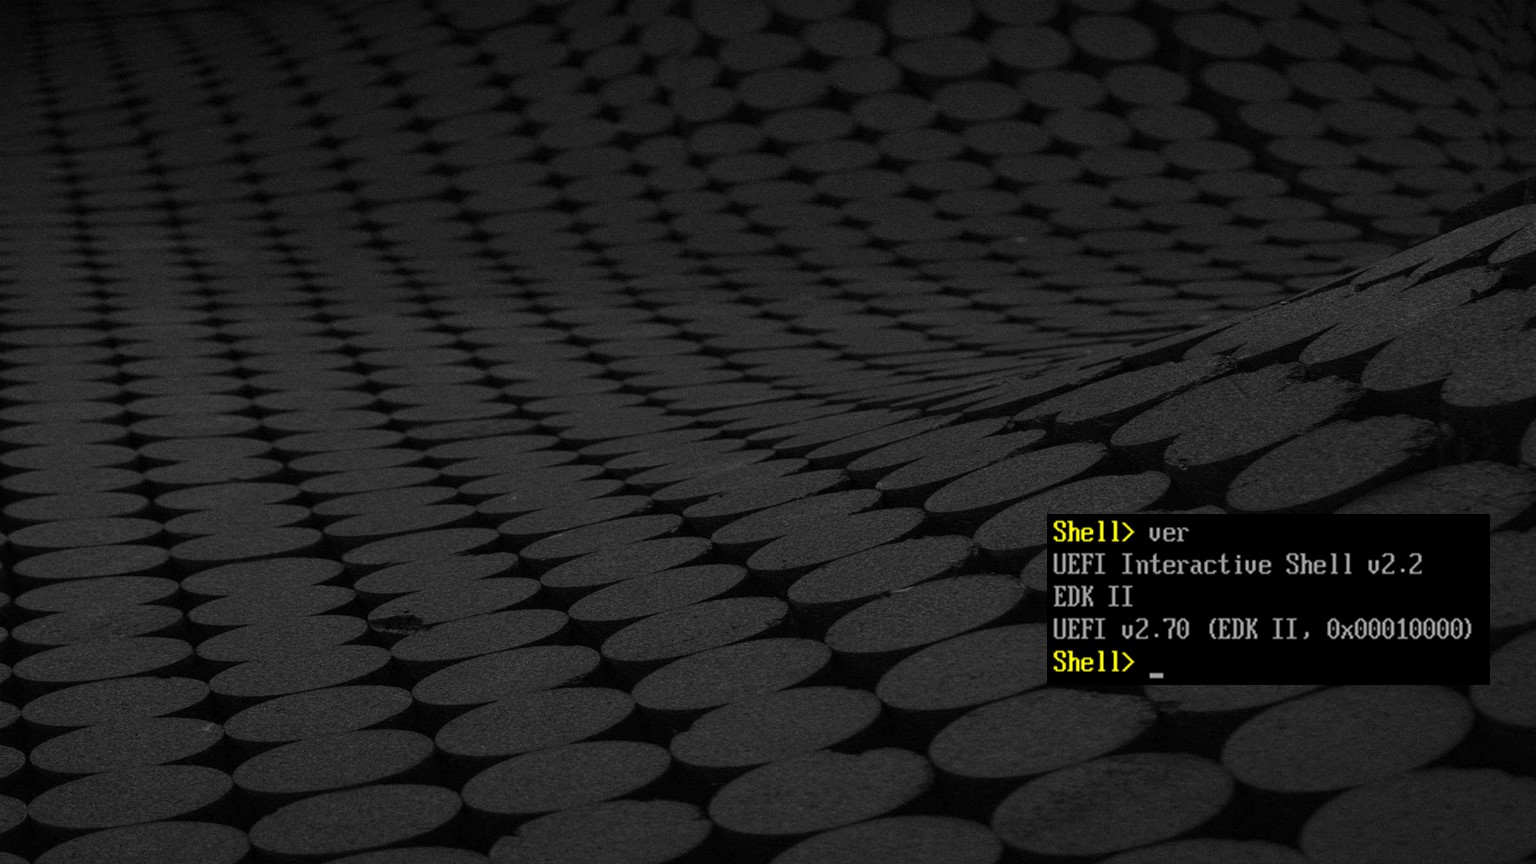 Shell> ver
UEFI Interactive Shell v2.2
EDK II
UEFI v2.70 (EDK II, 0x00010000)
Shell> _